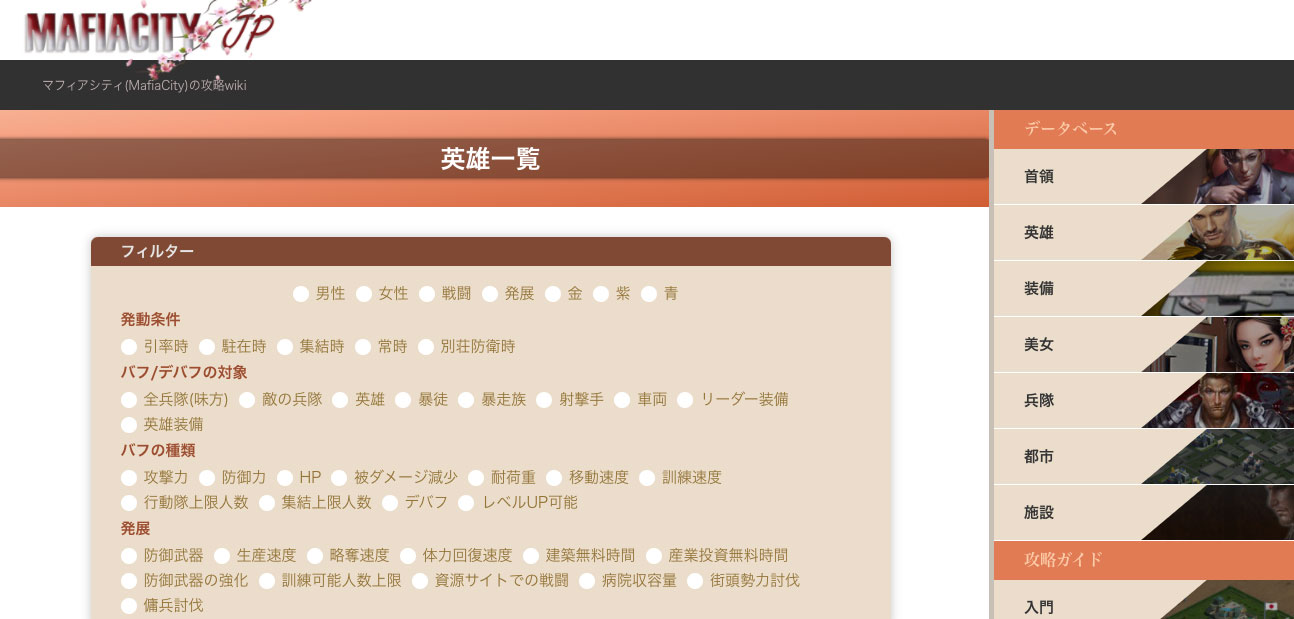 MAFIACITY JP
マフィアシティ(MafiaCity)の攻略wiki
英雄一覧
フィルター
男性 女性 戦闘 発展 金 紫 青
発動条件
引率時 駐在時 集結時 常時 別荘防衛時
バフ/デバフの対象
全兵隊(味方) 敵の兵隊 英雄 暴徒 暴走族 射撃手 車両 リーダー装備
英雄装備
バフの種類
攻撃力 防御力 HP 被ダメージ減少 耐荷重 移動速度 訓練速度
行動隊上限人数 集結上限人数 デバフ レベルUP可能
発展
防御武器 生産速度 略奪速度 体力回復速度 建築無料時間 産業投資無料時間
防御武器の強化 訓練可能人数上限 資源サイトでの戦闘 病院収容量 街頭勢力討伐
傭兵討伐
データベース
首領
英雄
装備
美女
兵隊
都市
施設
攻略ガイド
入門